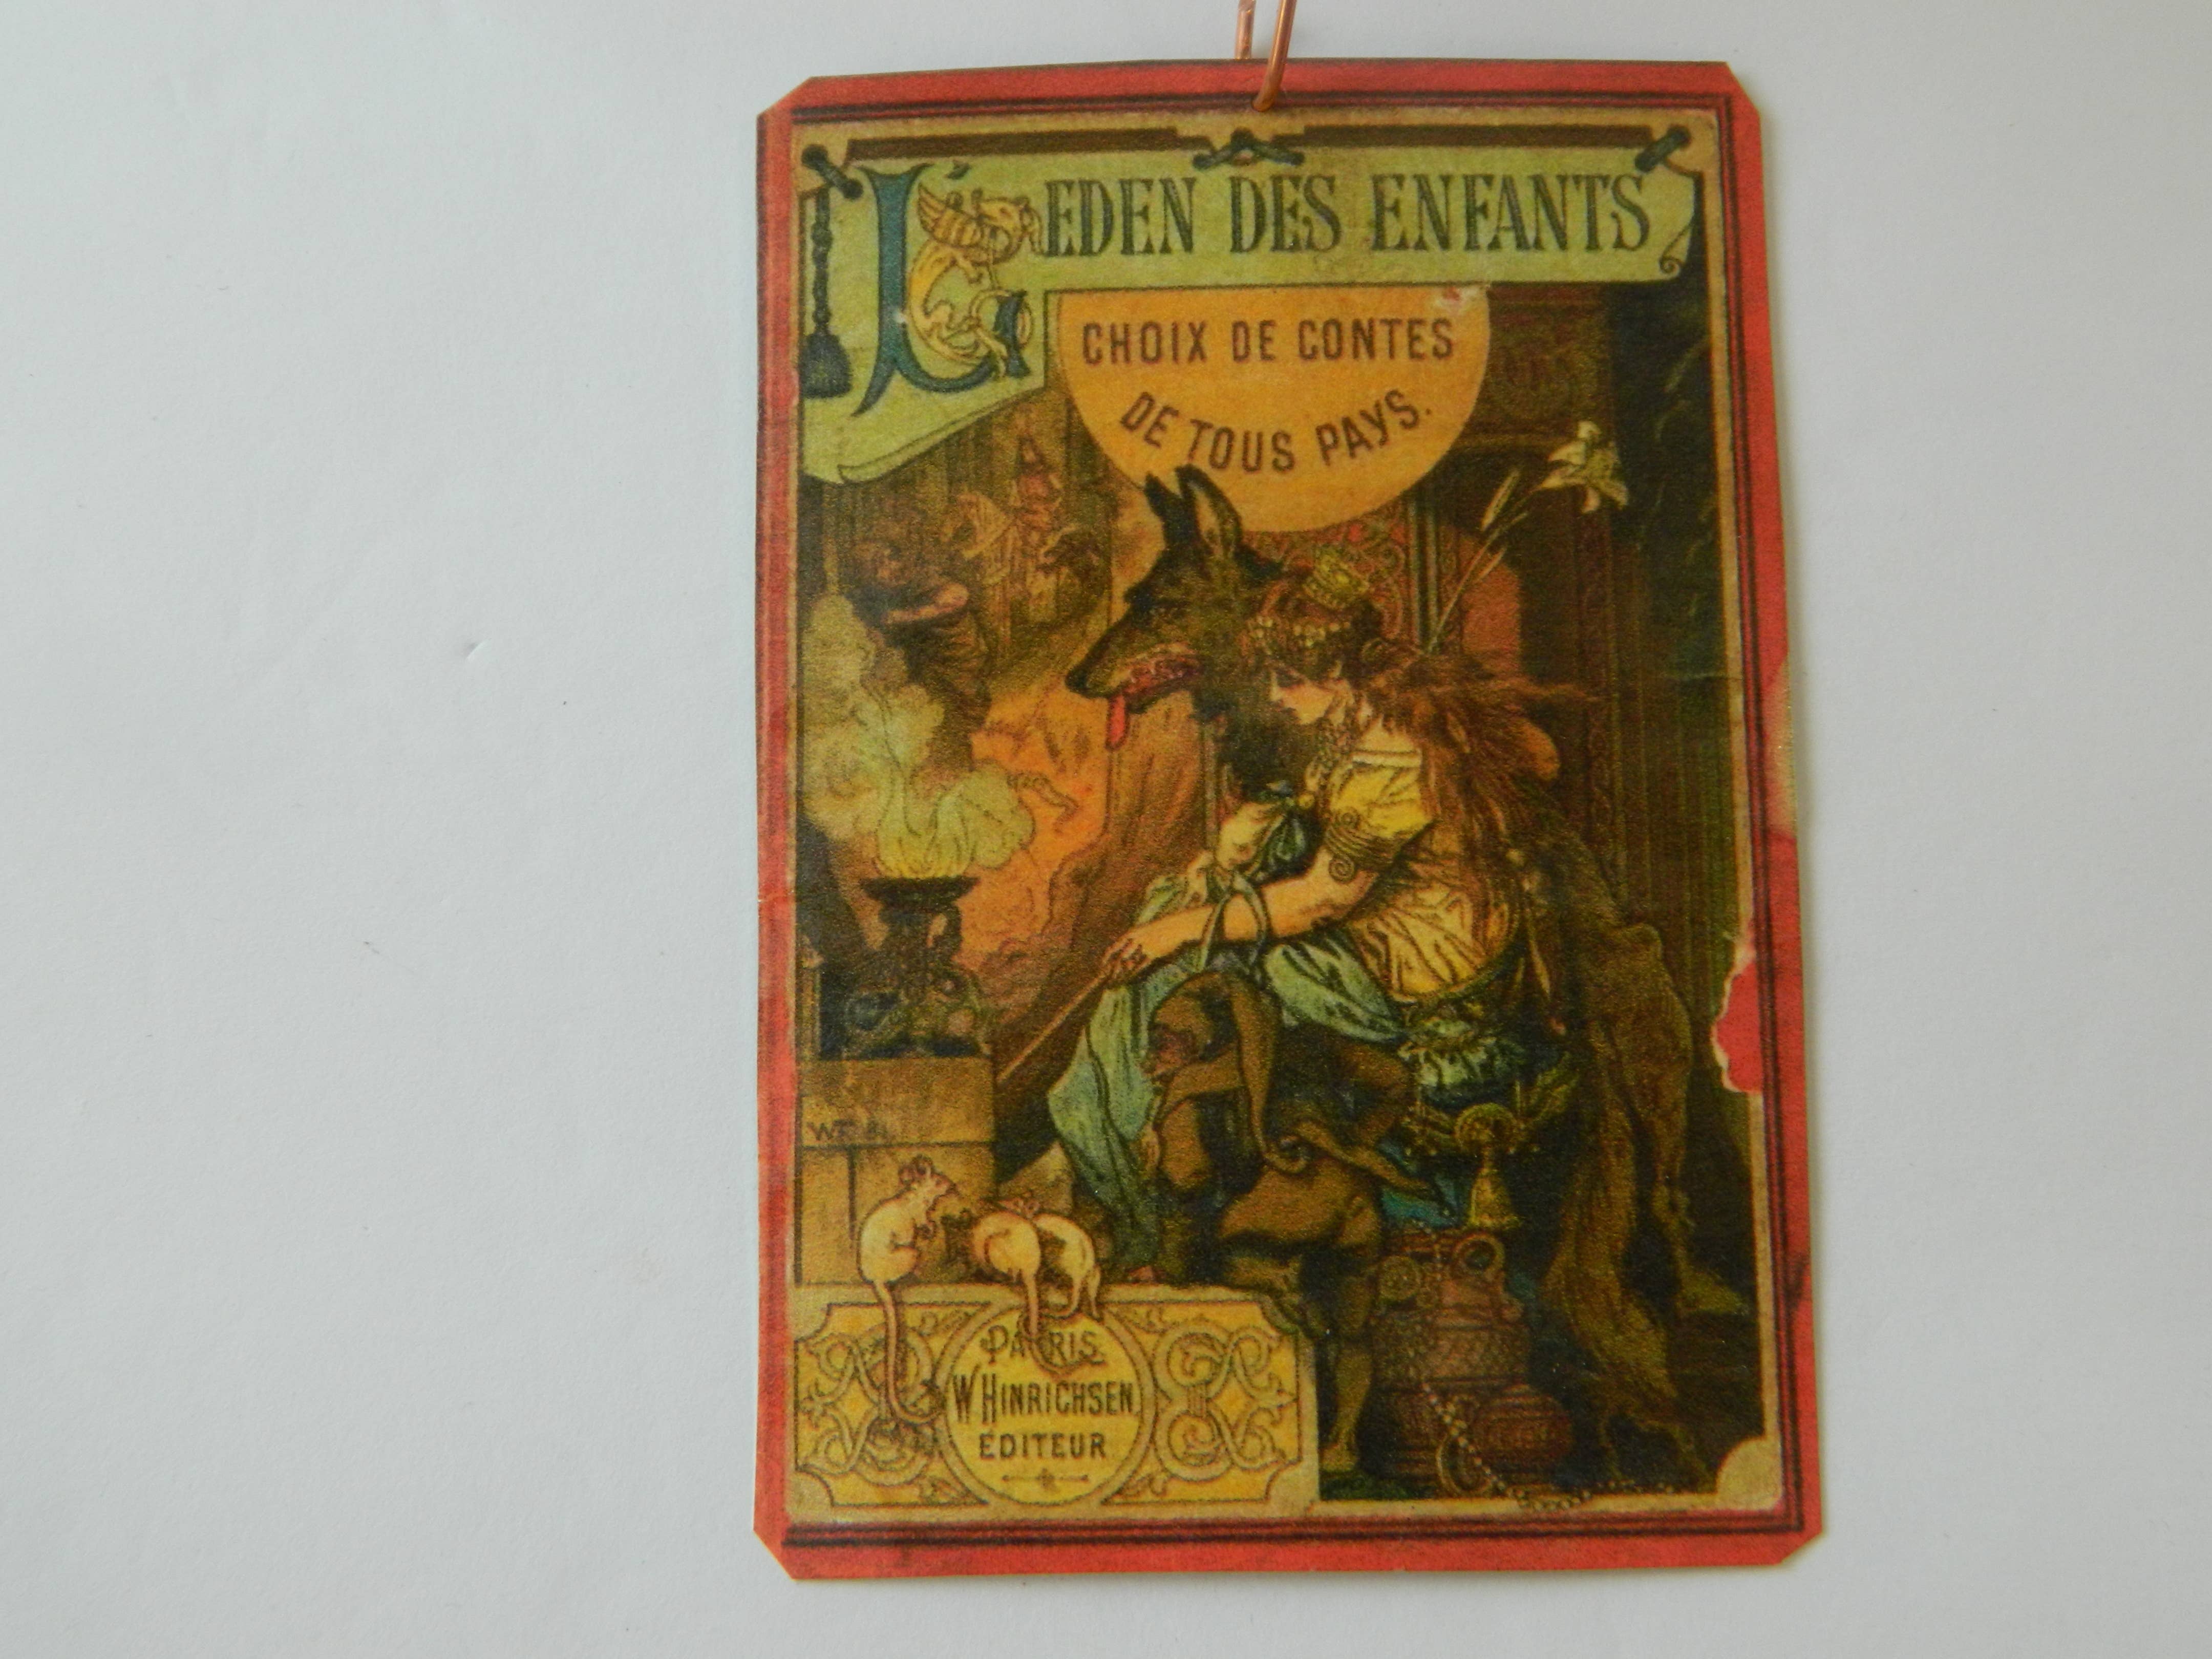 L'EDEN DES ENFANTS
CHOIX DE CONTES
DE TOUS PAYS.
PARIS
W HINRICHSEN
EDITEUR